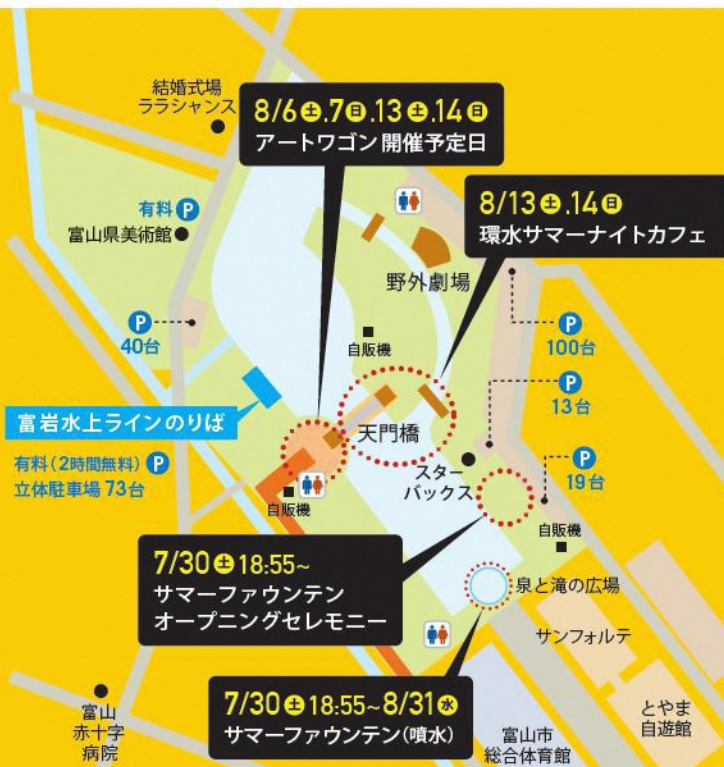 結婚式場
ララシャンス
8/6土.7日.13土.14日
アートワゴン 開催予定日
有料 P
富山県美術館
8/13土.14日
環水サマーナイトカフェ
野外劇場
P
40台
自販機
P
100台
P
13台
富岩水上ラインのりば
天門橋
有料(2時間無料) P
立体駐車場 73台
スター
バックス
P
19台
自販機
自販機
7/30土18:55~
サマーファウンテン
オープニングセレモニー
泉と滝の広場
サンフォルテ
7/30土18:55~8/31水
サマーファウンテン(噴水)
富山
赤十字
病院
富山市
総合体育館
とやま
自遊館